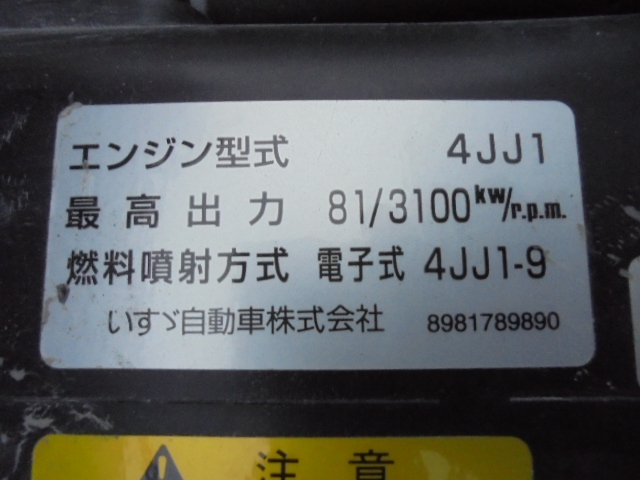 エンジン型式 4JJ1
最高出力 81/3100kw/r.p.m.
燃料噴射方式 電子式 4JJ1-9
いすゞ自動車株式会社 8981789890
注意